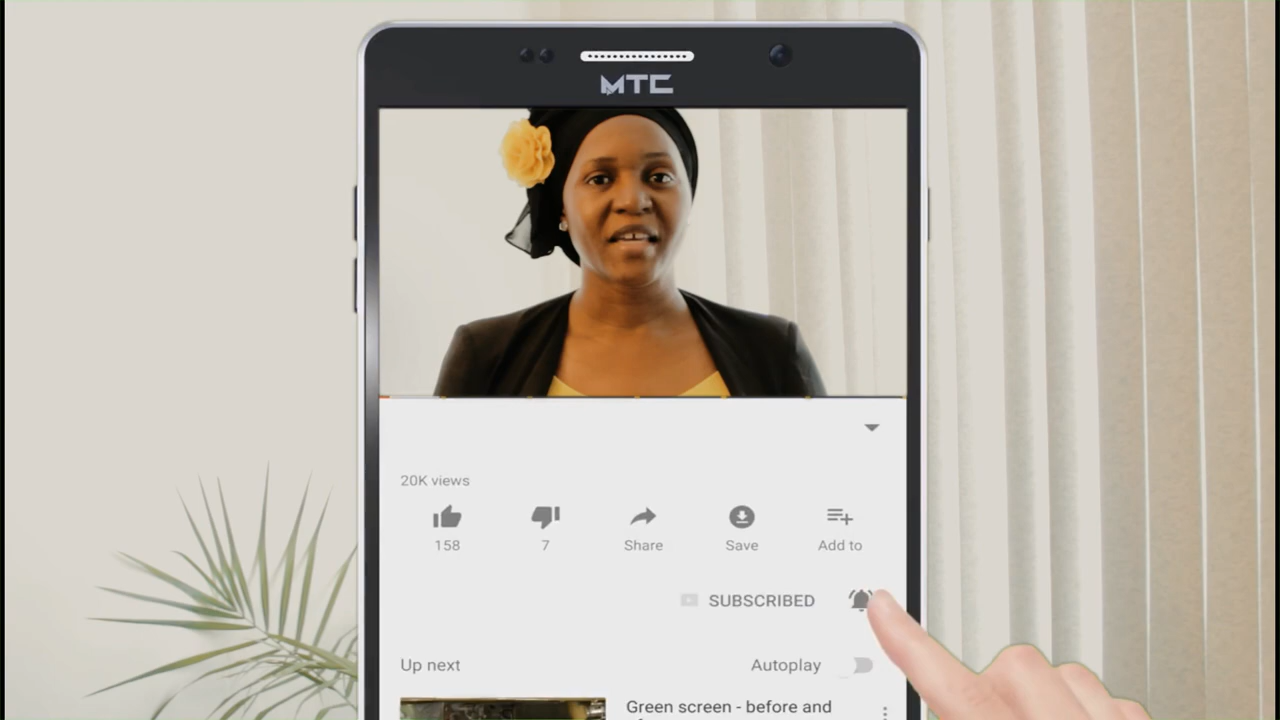 MTC
20K views
158
7
Share
Save
Add to
SUBSCRIBED
Up next
Autoplay
Green screen - before and